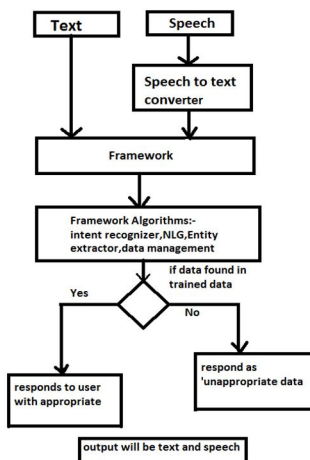 Text
Speech
Speech to text
converter
Framework
Framework Algorithms:-
intent recognizer,NLG,Entity
extractor,data management
if data found in
trained data
Yes
No
responds to user
with appropriate
respond as
'unappropriate data
output will be text and speech